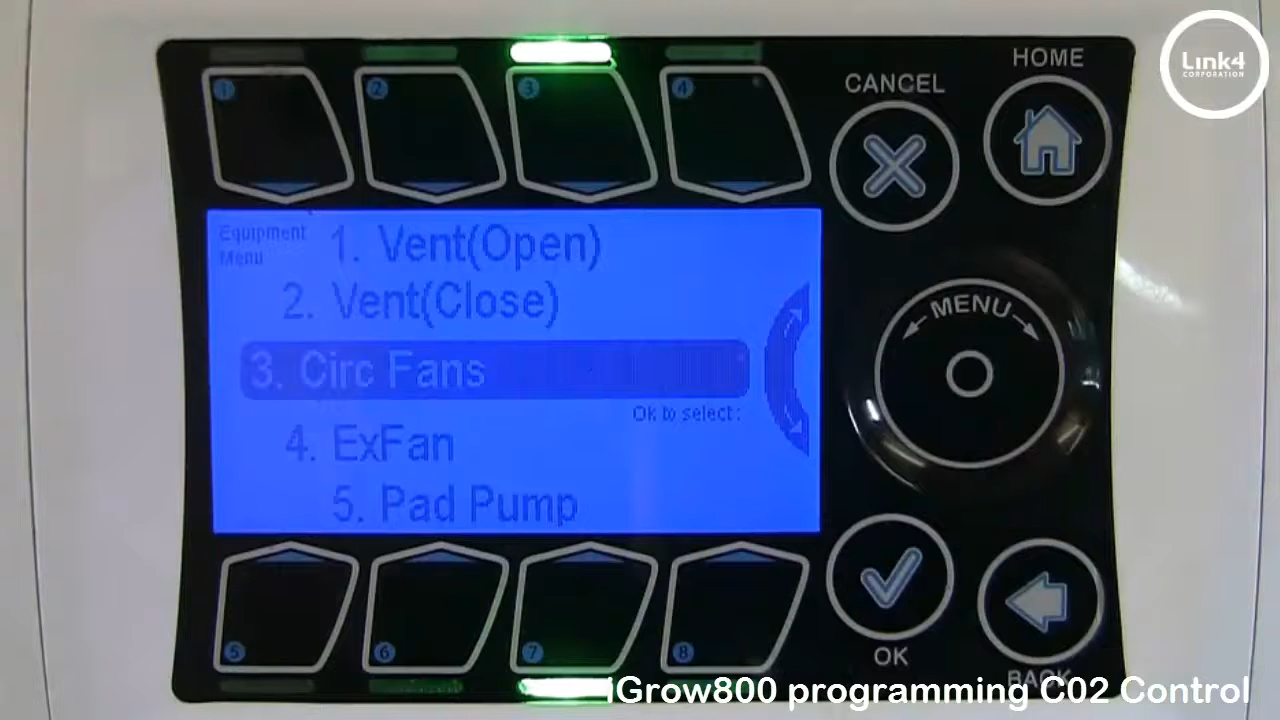 Link4
CORPORATION
HOME
CANCEL
1
2
3
4
Equipment
Menu
1. Vent(Open)
2. Vent(Close)
3. Circ Fans
Ok to select:
4. ExFan
5. Pad Pump
MENU
5
6
7
8
OK
BACK
iGrow800 programming C02 Control